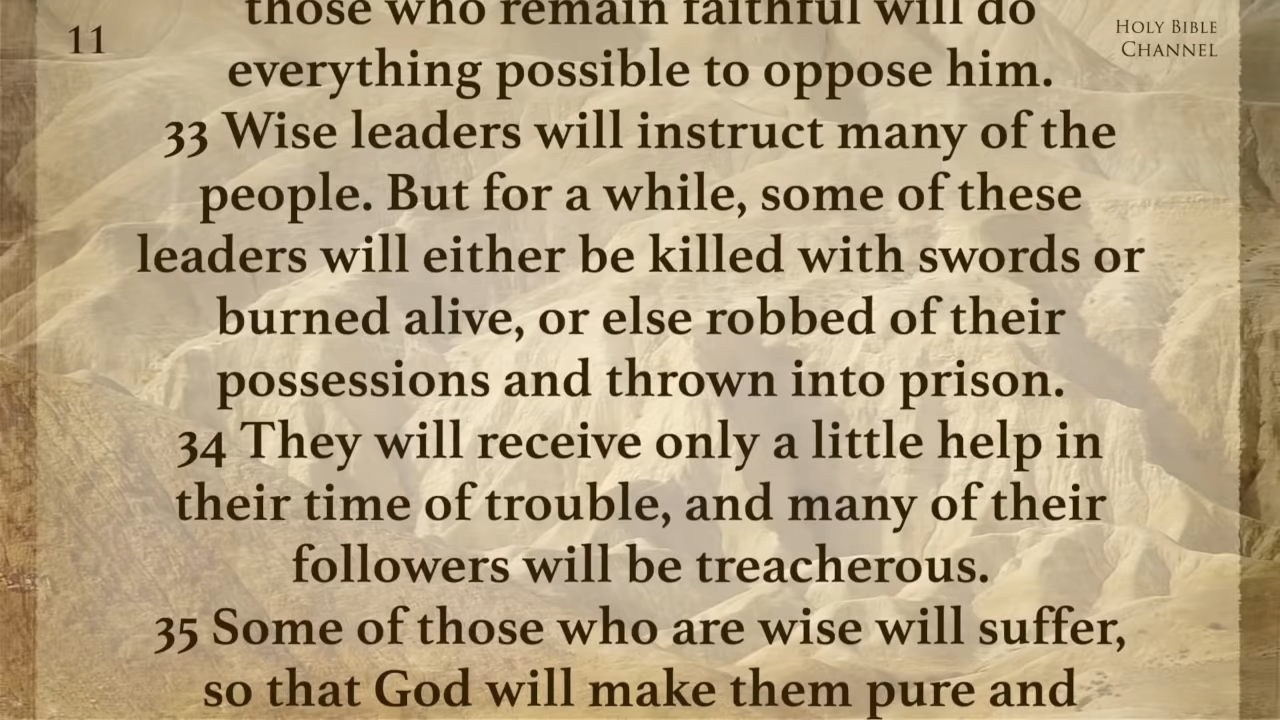 those who remain faithful will do
11
HOLY BIBLE
CHANNEL
everything possible to oppose him.
33 Wise leaders will instruct many of the
people. But for a while, some of these
leaders will either be killed with swords or
burned alive, or else robbed of their
possessions and thrown into prison.
34 They will receive only a little help in
their time of trouble, and many of their
followers will be treacherous.
35 Some of those who are wise will suffer,
so that God will make them pure and